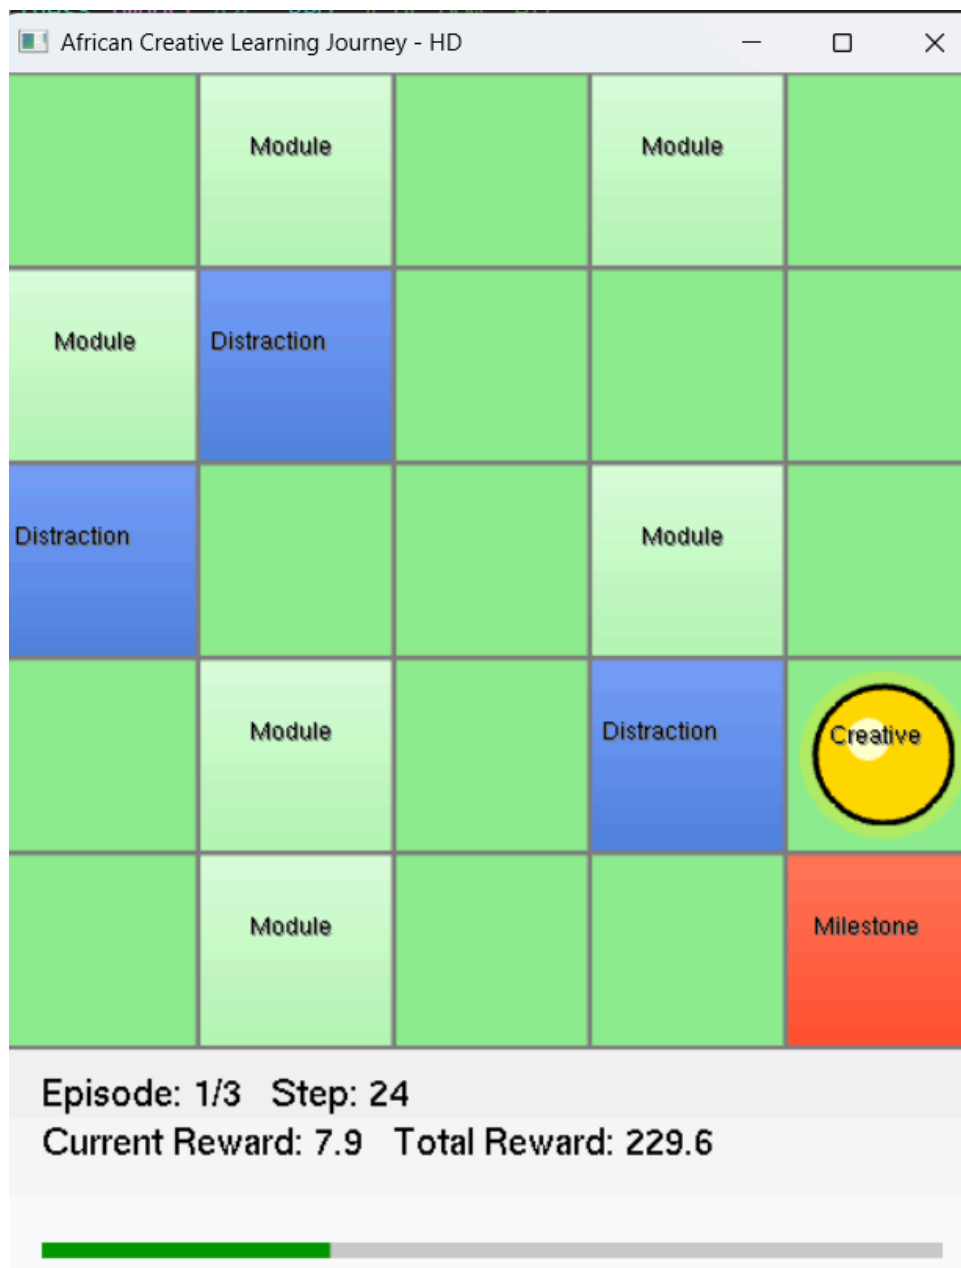 African Creative Learning Journey - HD
Module Module
Module Distraction
Distraction Module
Module Distraction Creative
Module Milestone
Episode: 1/3 Step: 24
Current Reward: 7.9 Total Reward: 229.6